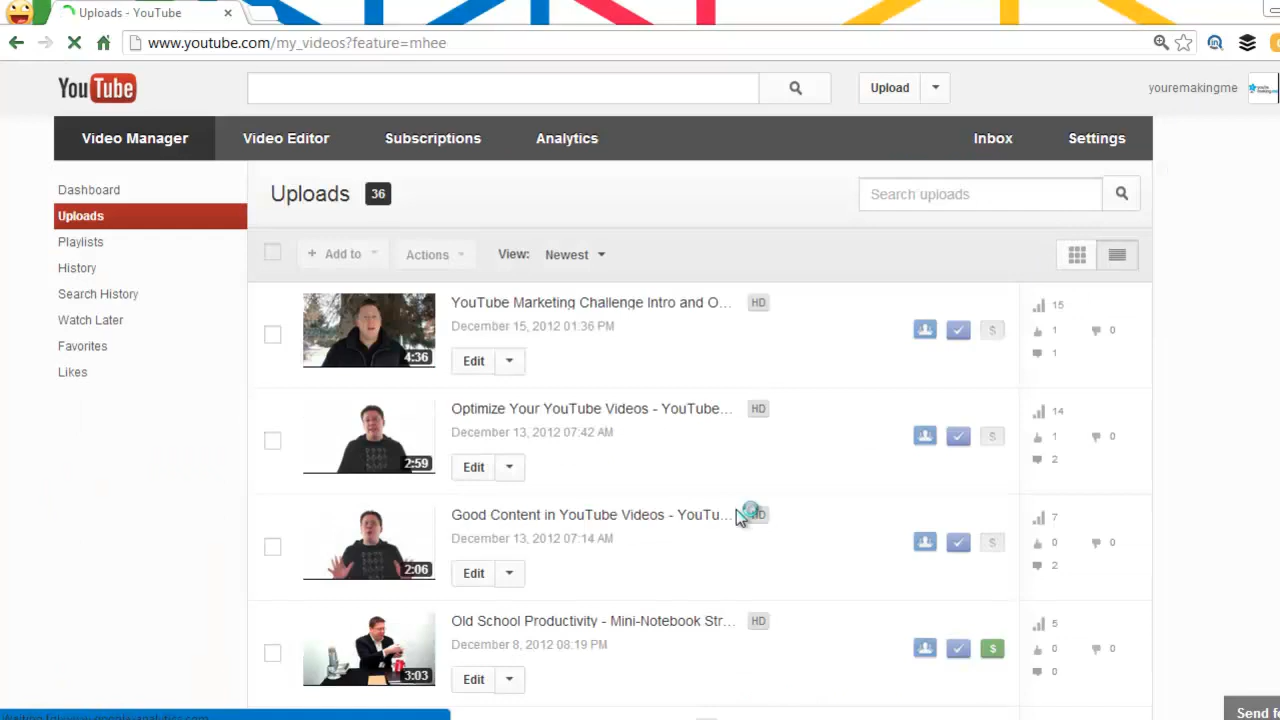 Uploads - YouTube
www.youtube.com/my_videos?feature=mhee
YouTube
Upload
youremakingme
Video Manager
Video Editor
Subscriptions
Analytics
Inbox
Settings
Dashboard
Uploads
Playlists
History
Search History
Watch Later
Favorites
Likes
Uploads 36
Search uploads
+ Add to
Actions
View:
Newest
YouTube Marketing Challenge Intro and O... HD
December 15, 2012 01:36 PM
4:36
Edit
$
15
1
0
1
Optimize Your YouTube Videos - YouTube... HD
December 13, 2012 07:42 AM
2:59
Edit
$
14
1
0
2
Good Content in YouTube Videos - YouTu...
December 13, 2012 07:14 AM
2:06
Edit
$
7
0
0
2
Old School Productivity - Mini-Notebook Str... HD
December 8, 2012 08:19 PM
3:03
Edit
$
5
0
0
0